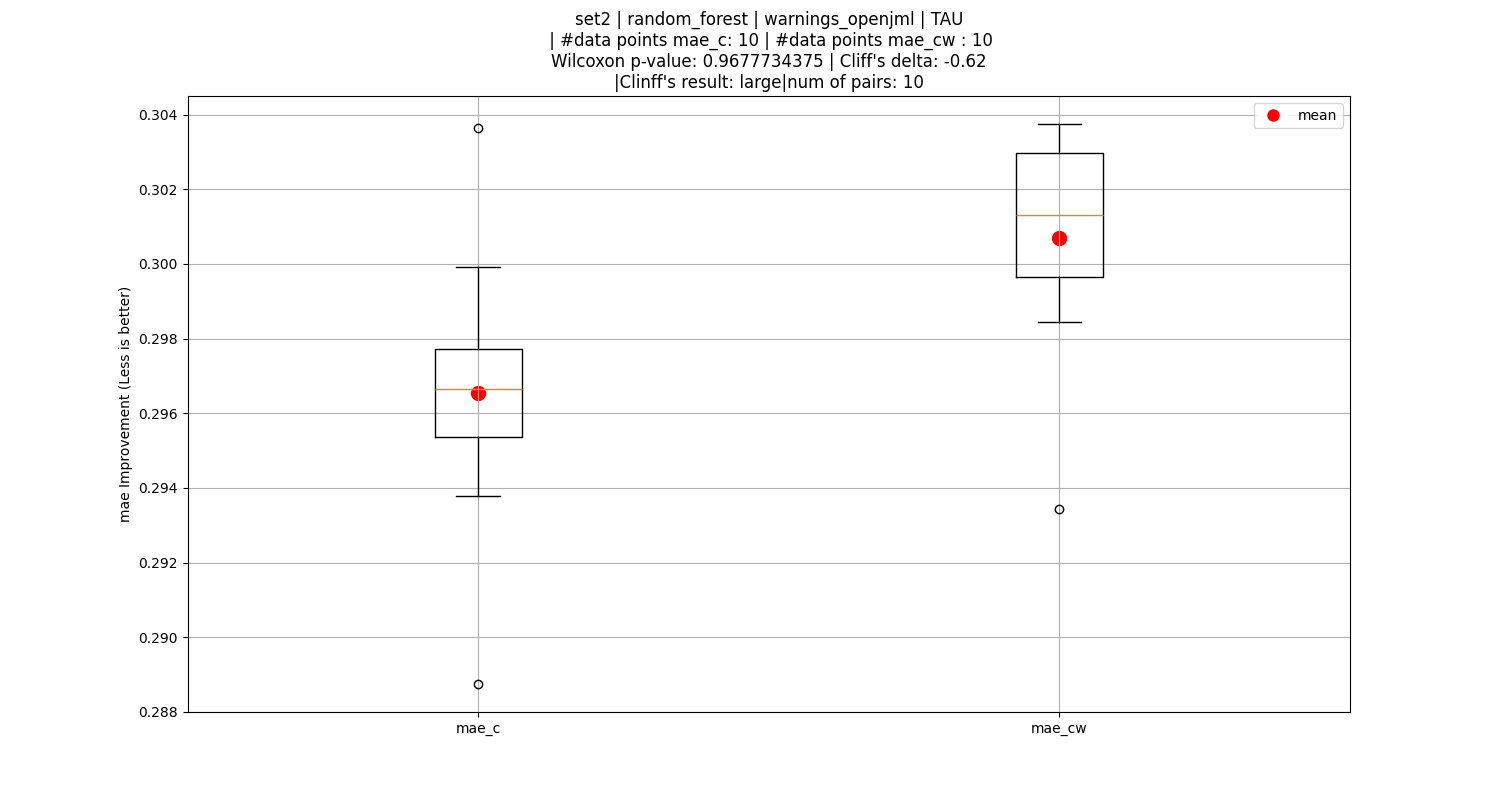 set2 | random_forest | warnings_openjml | TAU
| #data points mae_c: 10 | #data points mae_cw : 10
Wilcoxon p-value: 0.9677734375 | Cliff's delta: -0.62
|Clinff's result: large|num of pairs: 10
mean
mae Improvement (Less is better)
0.304
0.302
0.300
0.298
0.296
0.294
0.292
0.290
0.288
mae_c
mae_cw